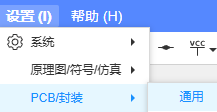 设置 (I) 帮助 (H)
系统
原理图/符号/仿真
VCC
PCB/封装
通用